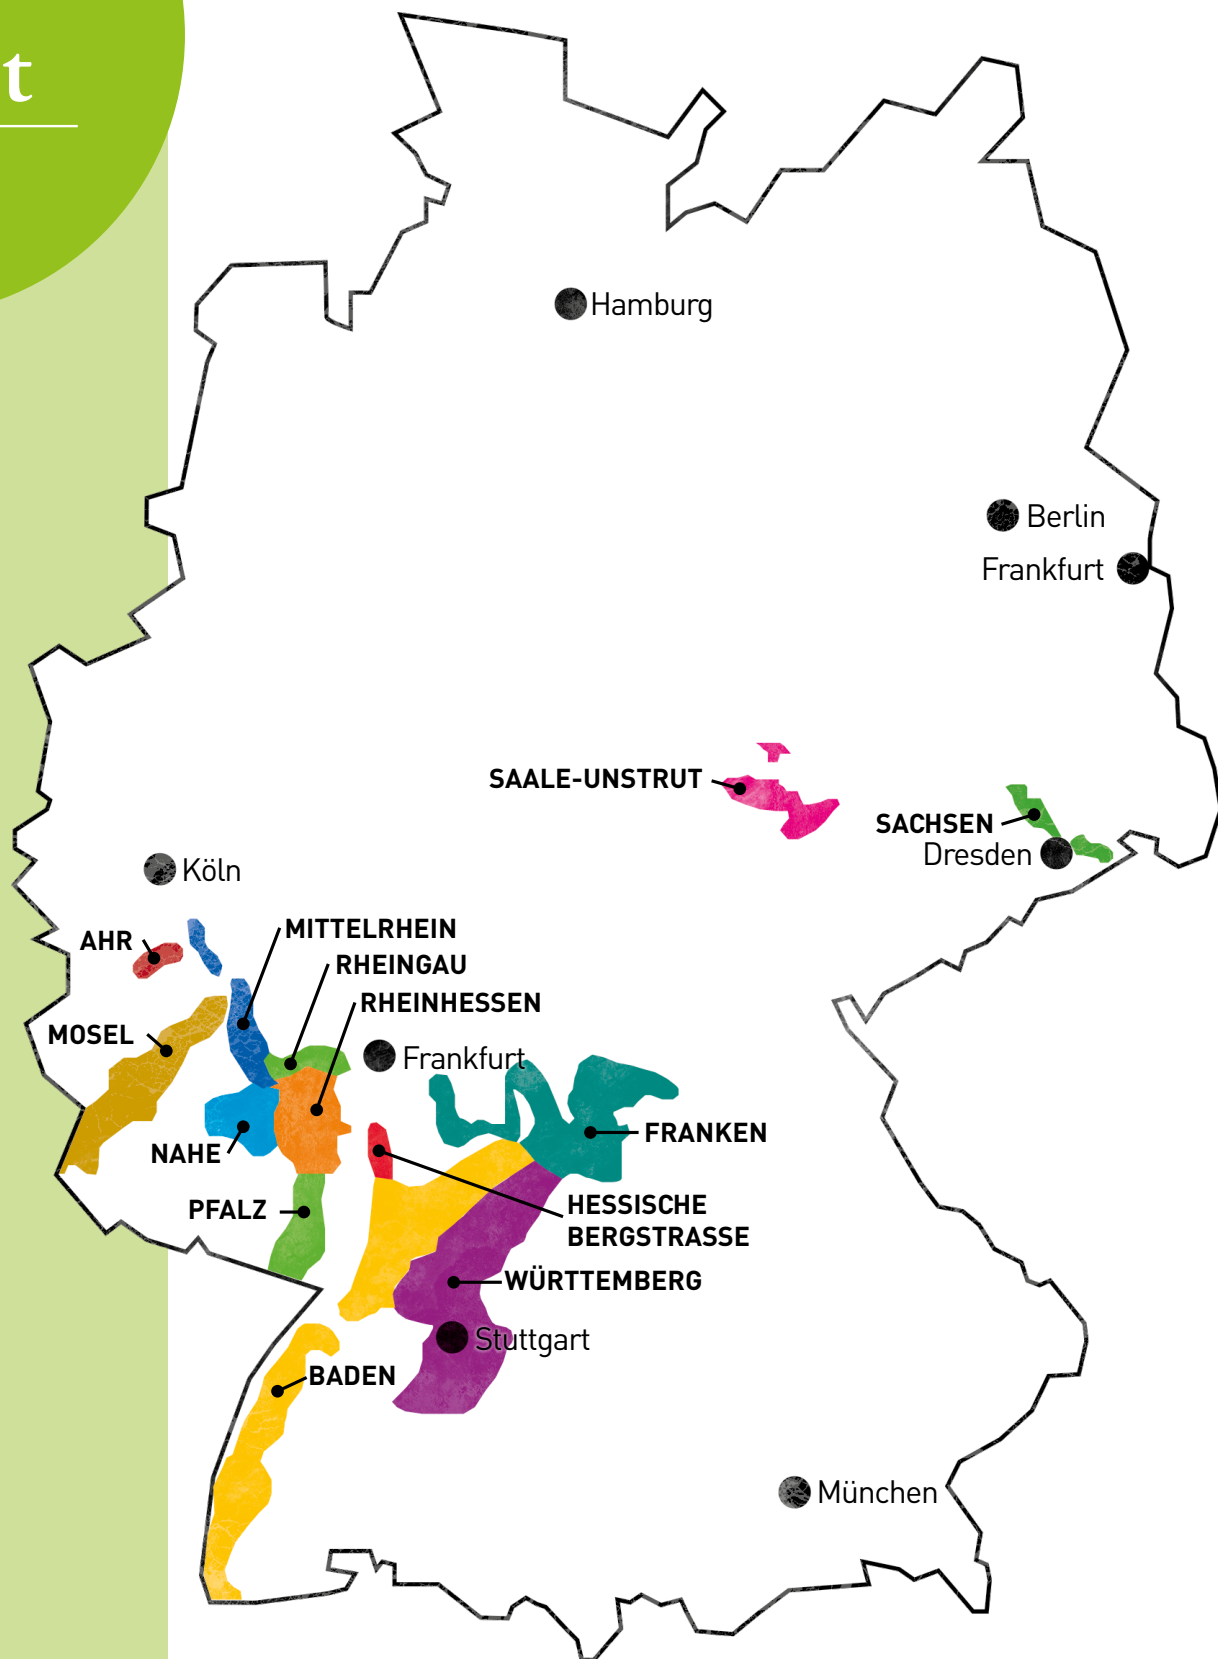 t
Hamburg
Berlin
Frankfurt
SAALE-UNSTRUT
SACHSEN
Dresden
Köln
AHR
MITTELRHEIN
RHEINGAU
RHEINHESSEN
MOSEL
Frankfurt
NAHE
FRANKEN
PFALZ
HESSISCHE
BERGSTRASSE
WÜRTTEMBERG
Stuttgart
BADEN
München